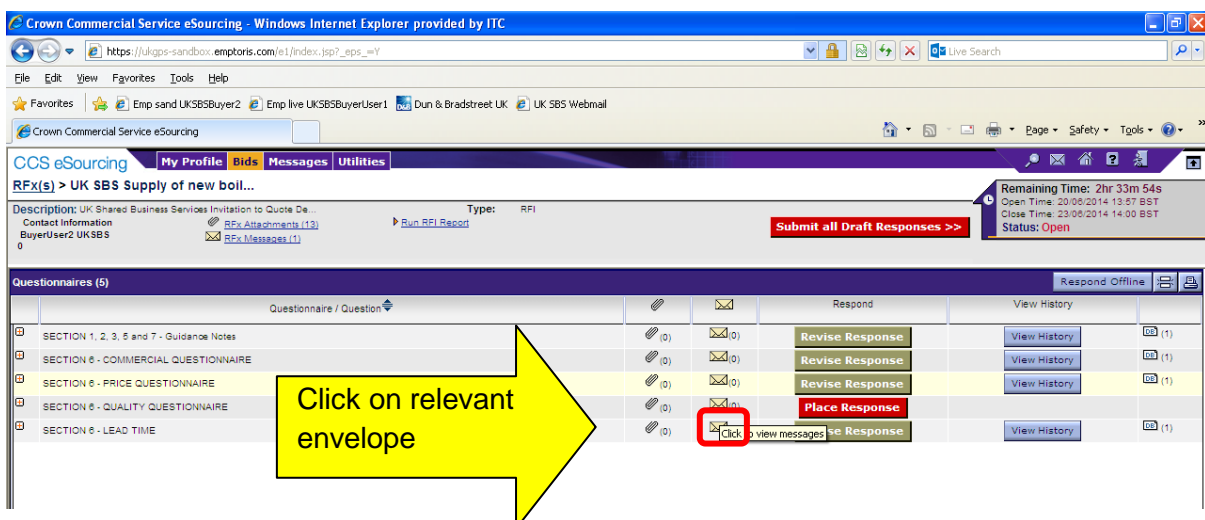 Crown Commercial Service eSourcing - Windows Internet Explorer provided by ITC
https://ukgps-sandbox.emptoris.com/e1/index.jsp?_eps_=Y
Live Search
File Edit View Favorites Tools Help
Favorites Emp sand UKSBSBuyer2 Emp live UKSBSBuyerUser1 Dun & Bradstreet UK UK SBS Webmail
Crown Commercial Service eSourcing
Page Safety Tools »
CCS eSourcing My Profile Bids Messages Utilities
RFx(s) > UK SBS Supply of new boil...
Remaining Time: 2hr 33m 54s
Open Time: 20/06/2014 13:57 BST
Close Time: 23/06/2014 14:00 BST
Status: Open
Description: UK Shared Business Services Invitation to Quote De... Type: RFI
Contact Information RFx Attachments (13) Run RFI Report
BuyerUser2 UKSBS RFx Messages (1)
0
Submit all Draft Responses >>
Questionnaires (5) Respond Offline
Questionnaire / Question Respond View History
SECTION 1, 2, 3, 5 and 7 - Guidance Notes (0) (0) Revise Response View History DB (1)
SECTION 6 - COMMERCIAL QUESTIONNAIRE (0) (0) Revise Response View History DB (1)
SECTION 6 - PRICE QUESTIONNAIRE (0) (0) Revise Response View History DB (1)
SECTION 6 - QUALITY QUESTIONNAIRE (0) (0) Place Response
SECTION 6 - LEAD TIME (0) Click to view messages se Response View History DB (1)
Click on relevant
envelope